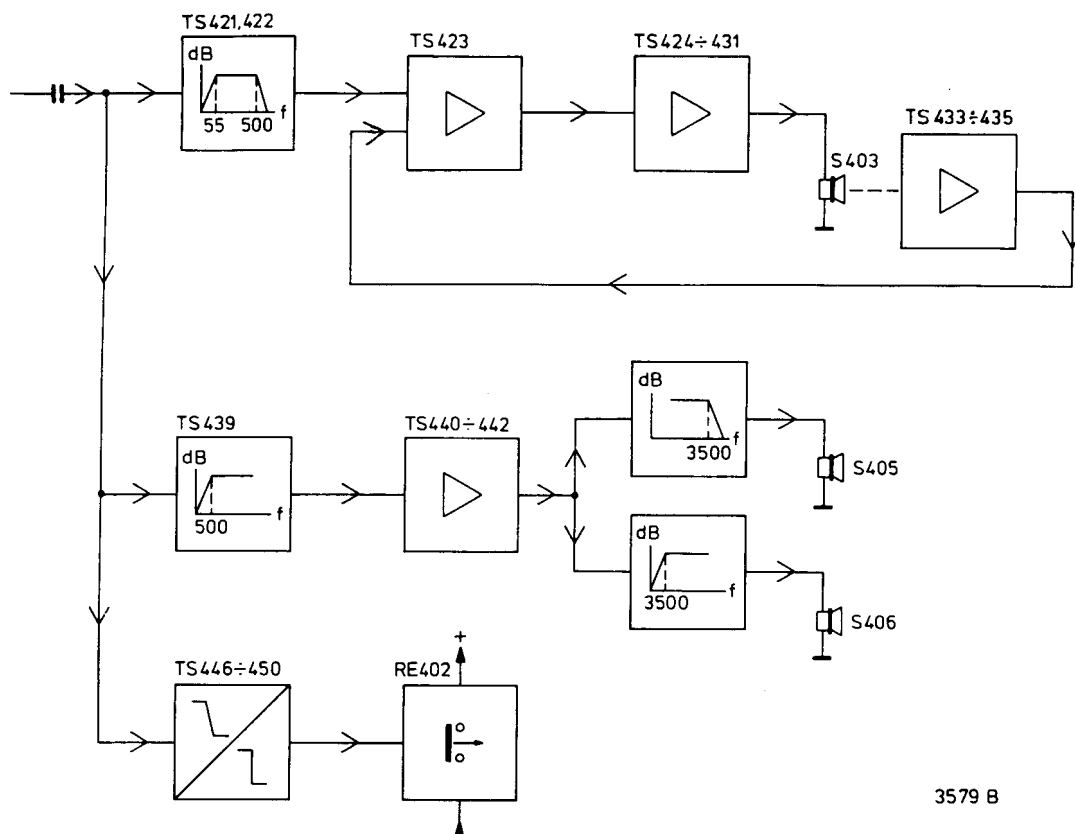 TS421,422
dB
f
55 500
TS423
TS424÷431
S403
TS433÷435
TS439
dB
f
500
TS440÷442
dB
f
3500
S405
dB
f
3500
S406
TS446÷450
RE402
+
3579 B